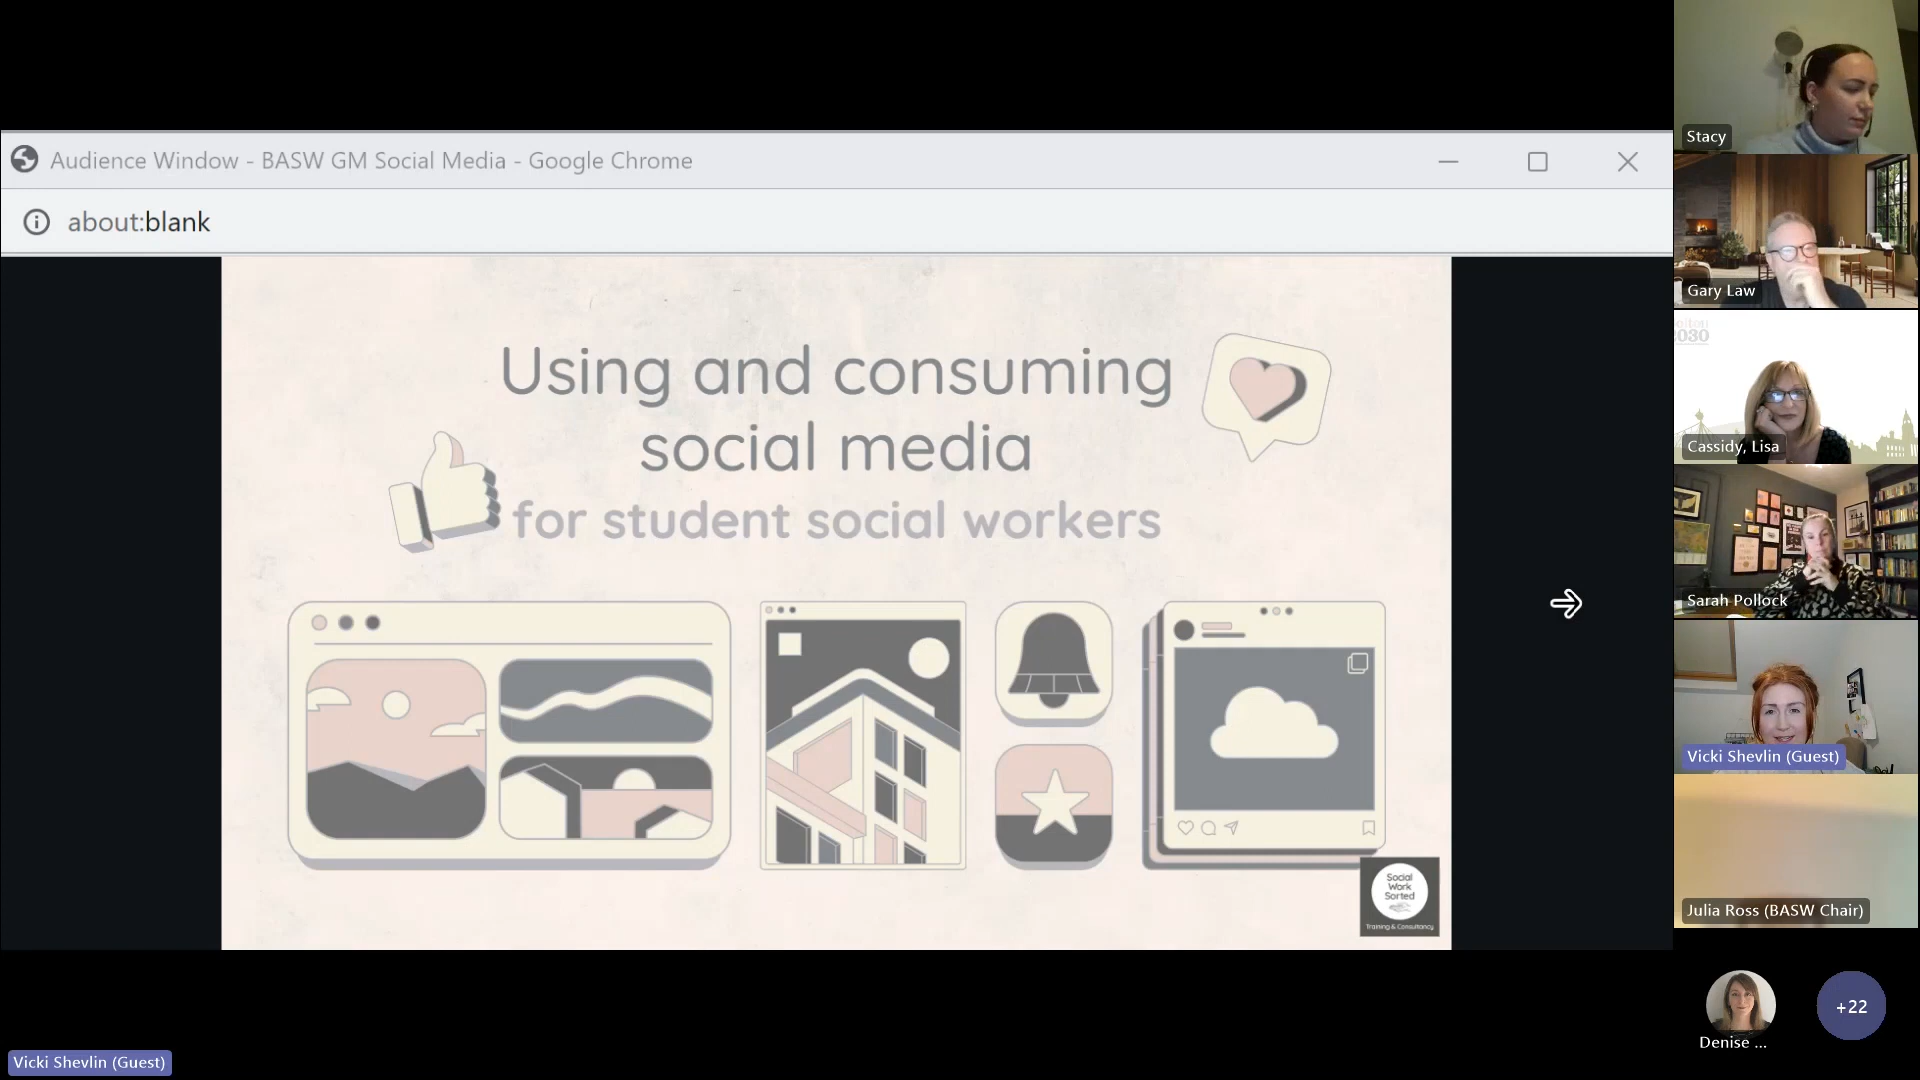 Audience Window - BASW GM Social Media - Google Chrome
about:blank
Using and consuming
social media
for student social workers
Social
Work
Sorted
Training & Consultancy
Stacy
Gary Law
2030
Cassidy, Lisa
Sarah Pollock
Vicki Shevlin (Guest)
Julia Ross (BASW Chair)
Denise ...
+22
Vicki Shevlin (Guest)